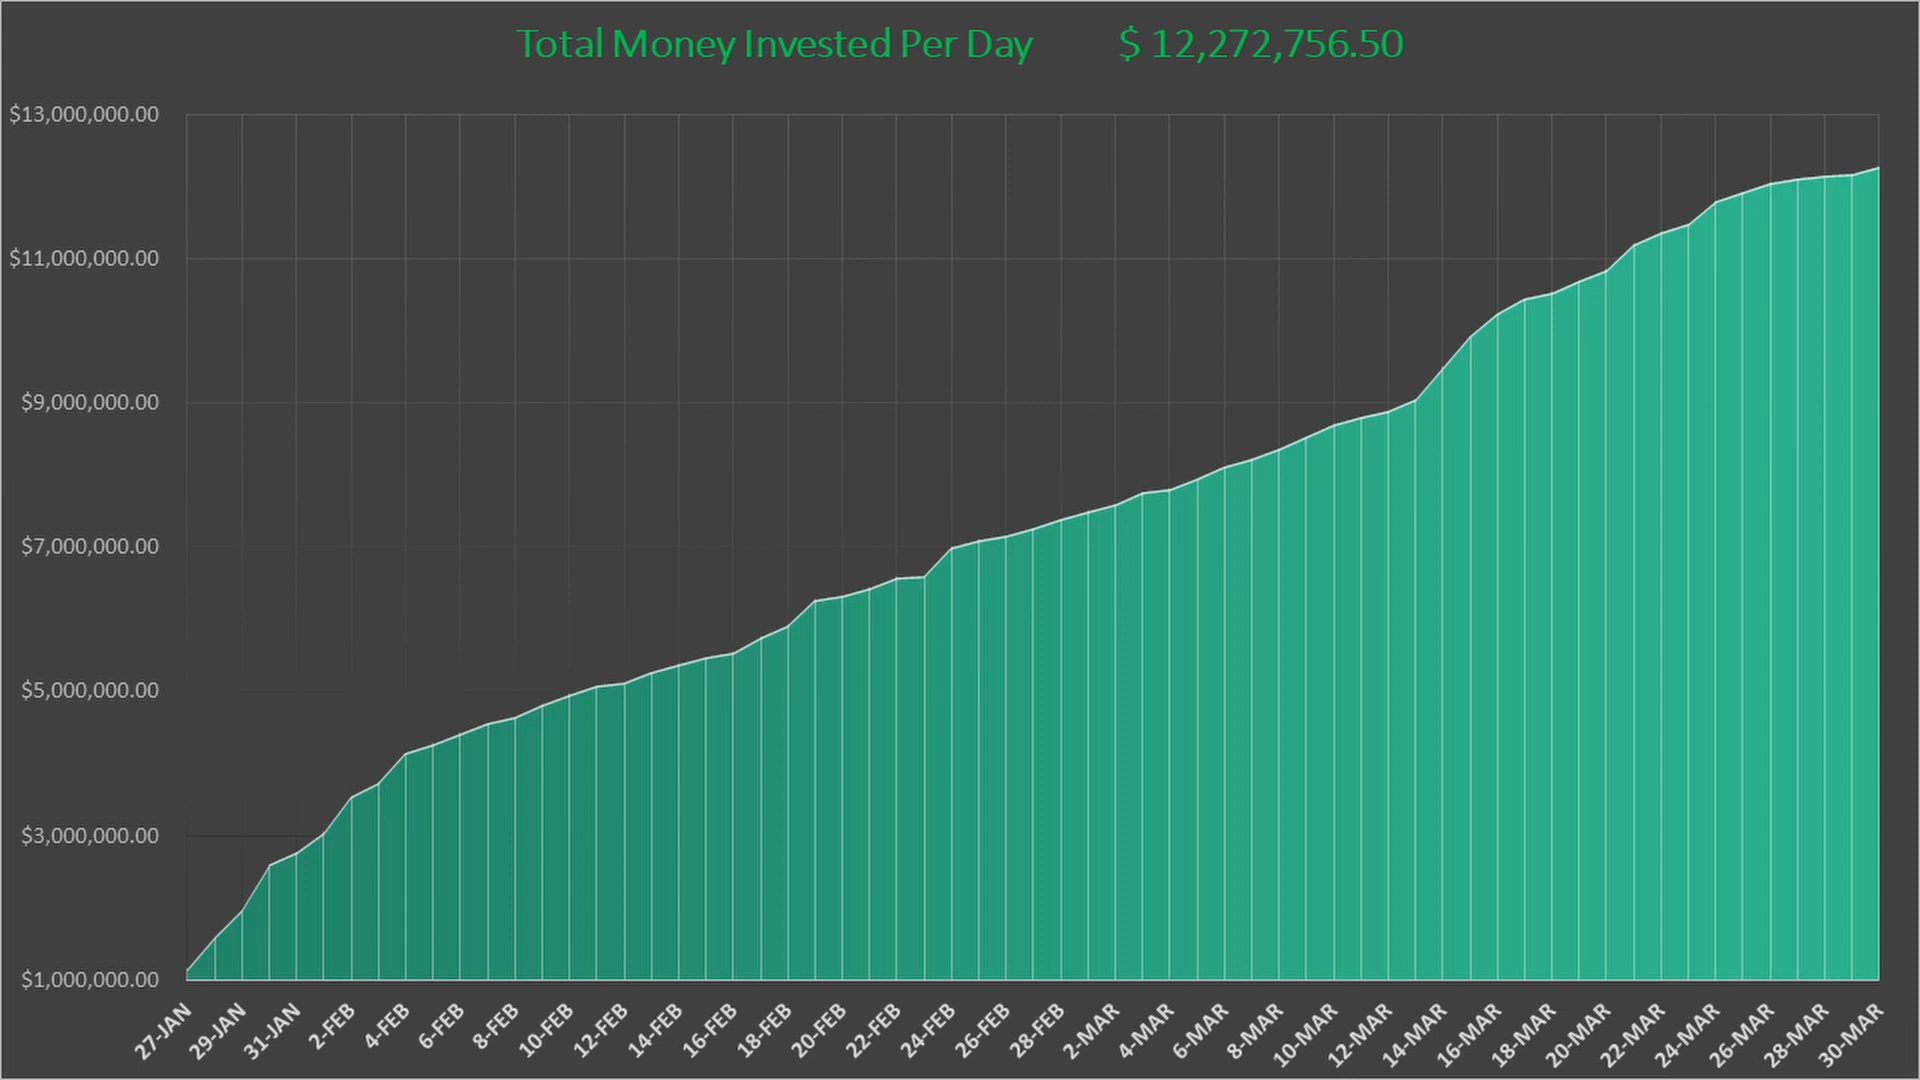 Total Money Invested Per Day $ 12,272,756.50
$13,000,000.00
$11,000,000.00
$9,000,000.00
$7,000,000.00
$5,000,000.00
$3,000,000.00
$1,000,000.00
27-JAN
29-JAN
31-JAN
2-FEB
4-FEB
6-FEB
8-FEB
10-FEB
12-FEB
14-FEB
16-FEB
18-FEB
20-FEB
22-FEB
24-FEB
26-FEB
28-FEB
2-MAR
4-MAR
6-MAR
8-MAR
10-MAR
12-MAR
14-MAR
16-MAR
18-MAR
20-MAR
22-MAR
24-MAR
26-MAR
28-MAR
30-MAR